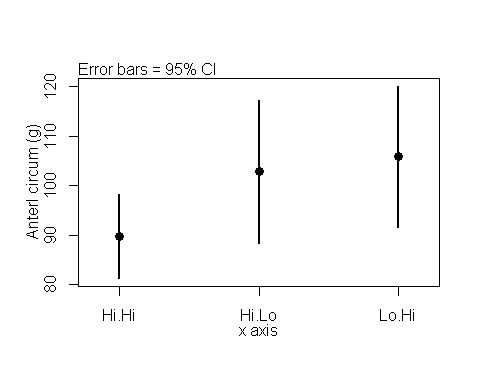 Error bars = 95% CI
120
110
100
90
80
Anterl circum (g)
Hi.Hi
Hi.Lo
Lo.Hi
x axis